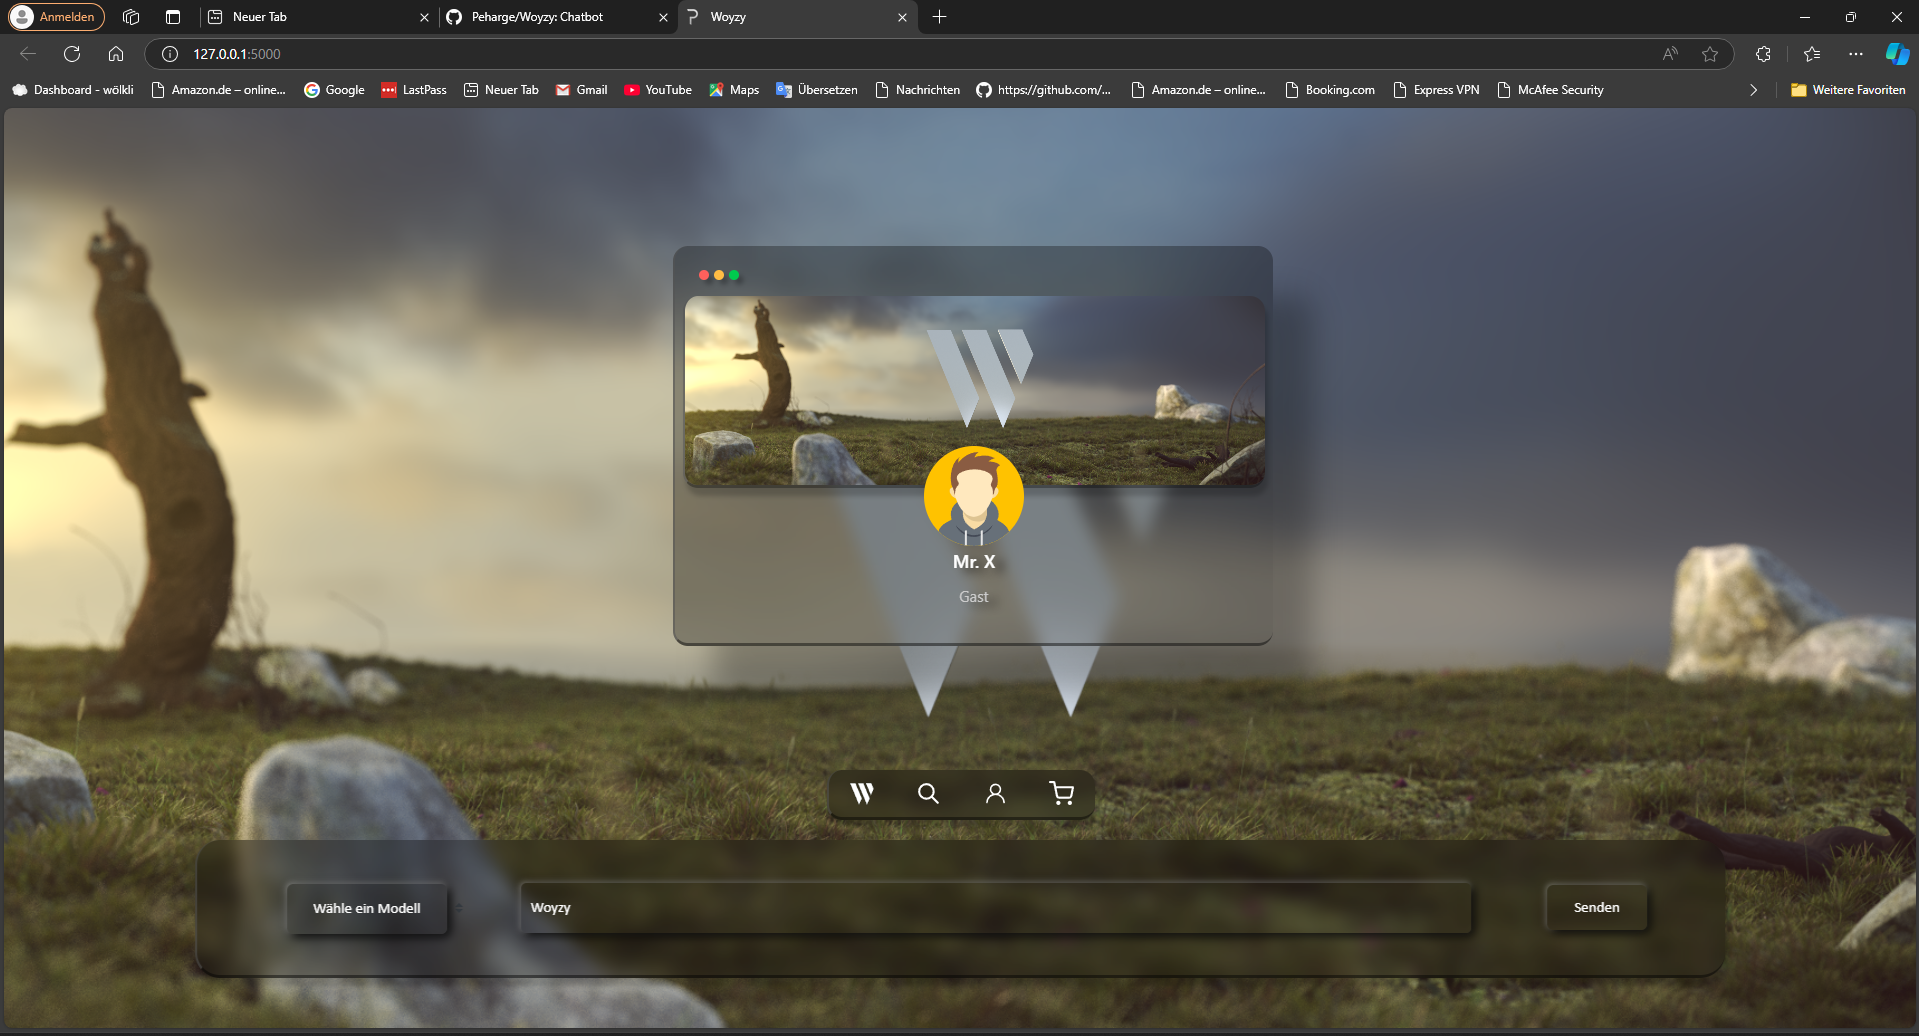 Anmelden
Neuer Tab
Peharge/Woyzy: Chatbot
Woyzy
127.0.0.1:5000
Dashboard - wölkli
Amazon.de – online...
Google
LastPass
Neuer Tab
Gmail
YouTube
Maps
Übersetzen
Nachrichten
https://github.com/...
Amazon.de – online...
Booking.com
Express VPN
McAfee Security
Weitere Favoriten
Mr. X
Gast
Wähle ein Modell
Woyzy
Senden